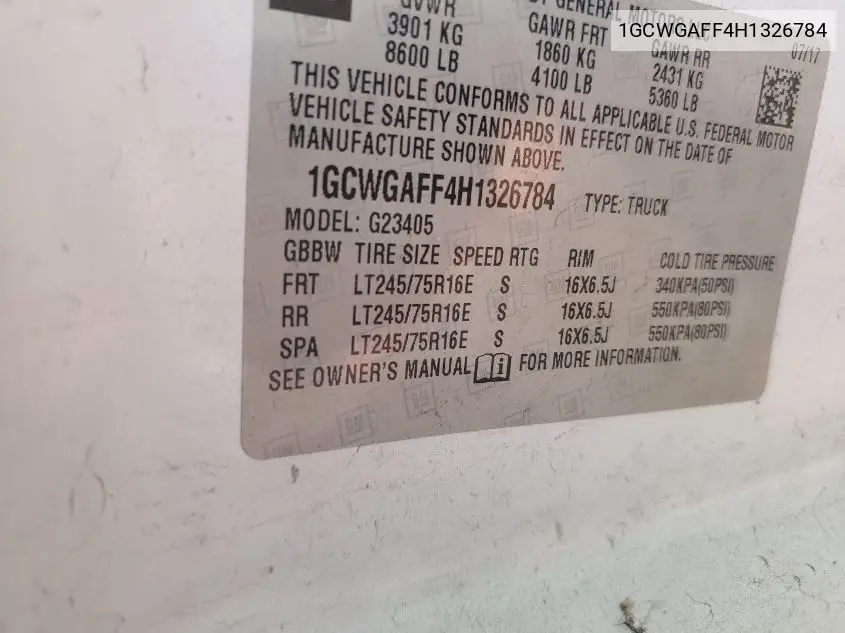 1GCWGAFF4H1326784
GVWR GENERAL MOTORS
3901 KG GAWR FRT GAWR RR 07/17
8600 LB 1860 KG 2431 KG
4100 LB 5360 LB
THIS VEHICLE CONFORMS TO ALL APPLICABLE U.S. FEDERAL MOTOR
VEHICLE SAFETY STANDARDS IN EFFECT ON THE DATE OF
MANUFACTURE SHOWN ABOVE.
1GCWGAFF4H1326784 TYPE: TRUCK
MODEL: G23405
GBBW TIRE SIZE SPEED RTG RIM COLD TIRE PRESSURE
FRT LT245/75R16E S 16X6.5J 340KPA(50PSI)
RR LT245/75R16E S 16X6.5J 550KPA(80PSI)
SPA LT245/75R16E S 16X6.5J 550KPA(80PSI)
SEE OWNER'S MANUAL FOR MORE INFORMATION.